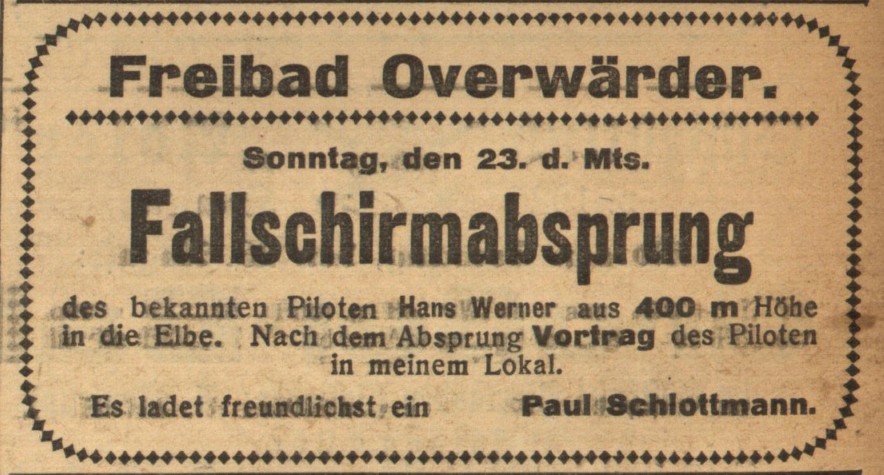 Freibad Overwärder.
Sonntag, den 23. d. Mts.
Fallschirmabsprung
des bekannten Piloten Hans Werner aus 400 m Höhe
in die Elbe. Nach dem Absprung Vortrag des Piloten
in meinem Lokal.
Es ladet freundlichst ein Paul Schlottmann.